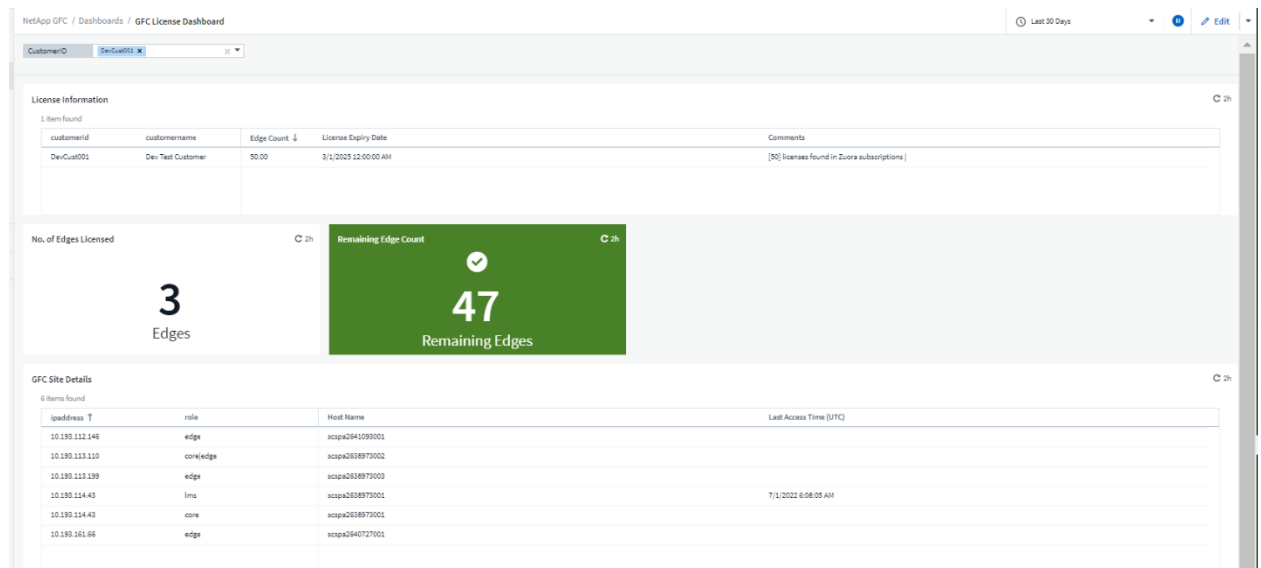 NetApp GFC / Dashboards / GFC License Dashboard
Last 30 Days
Edit
CustomerID
DevCust001
License Information
2h
1 item found
customerid customername Edge Count ↓ License Expiry Date Comments
DevCust001 Dev Test Customer 50.00 3/1/2025 12:00:00 AM [50] licenses found in Zuora subscriptions |
No. of Edges Licensed
2h
3
Edges
Remaining Edge Count
2h
47
Remaining Edges
GFC Site Details
2h
6 items found
ipaddress ↑ role Host Name Last Access Time (UTC)
10.193.112.146 edge scspa2641093001
10.193.113.110 core|edge scspa2638973002
10.193.113.199 edge scspa2638973003
10.193.114.43 lms scspa2638973001 7/1/2022 6:08:05 AM
10.193.114.43 core scspa2638973001
10.193.161.66 edge scspa2640727001